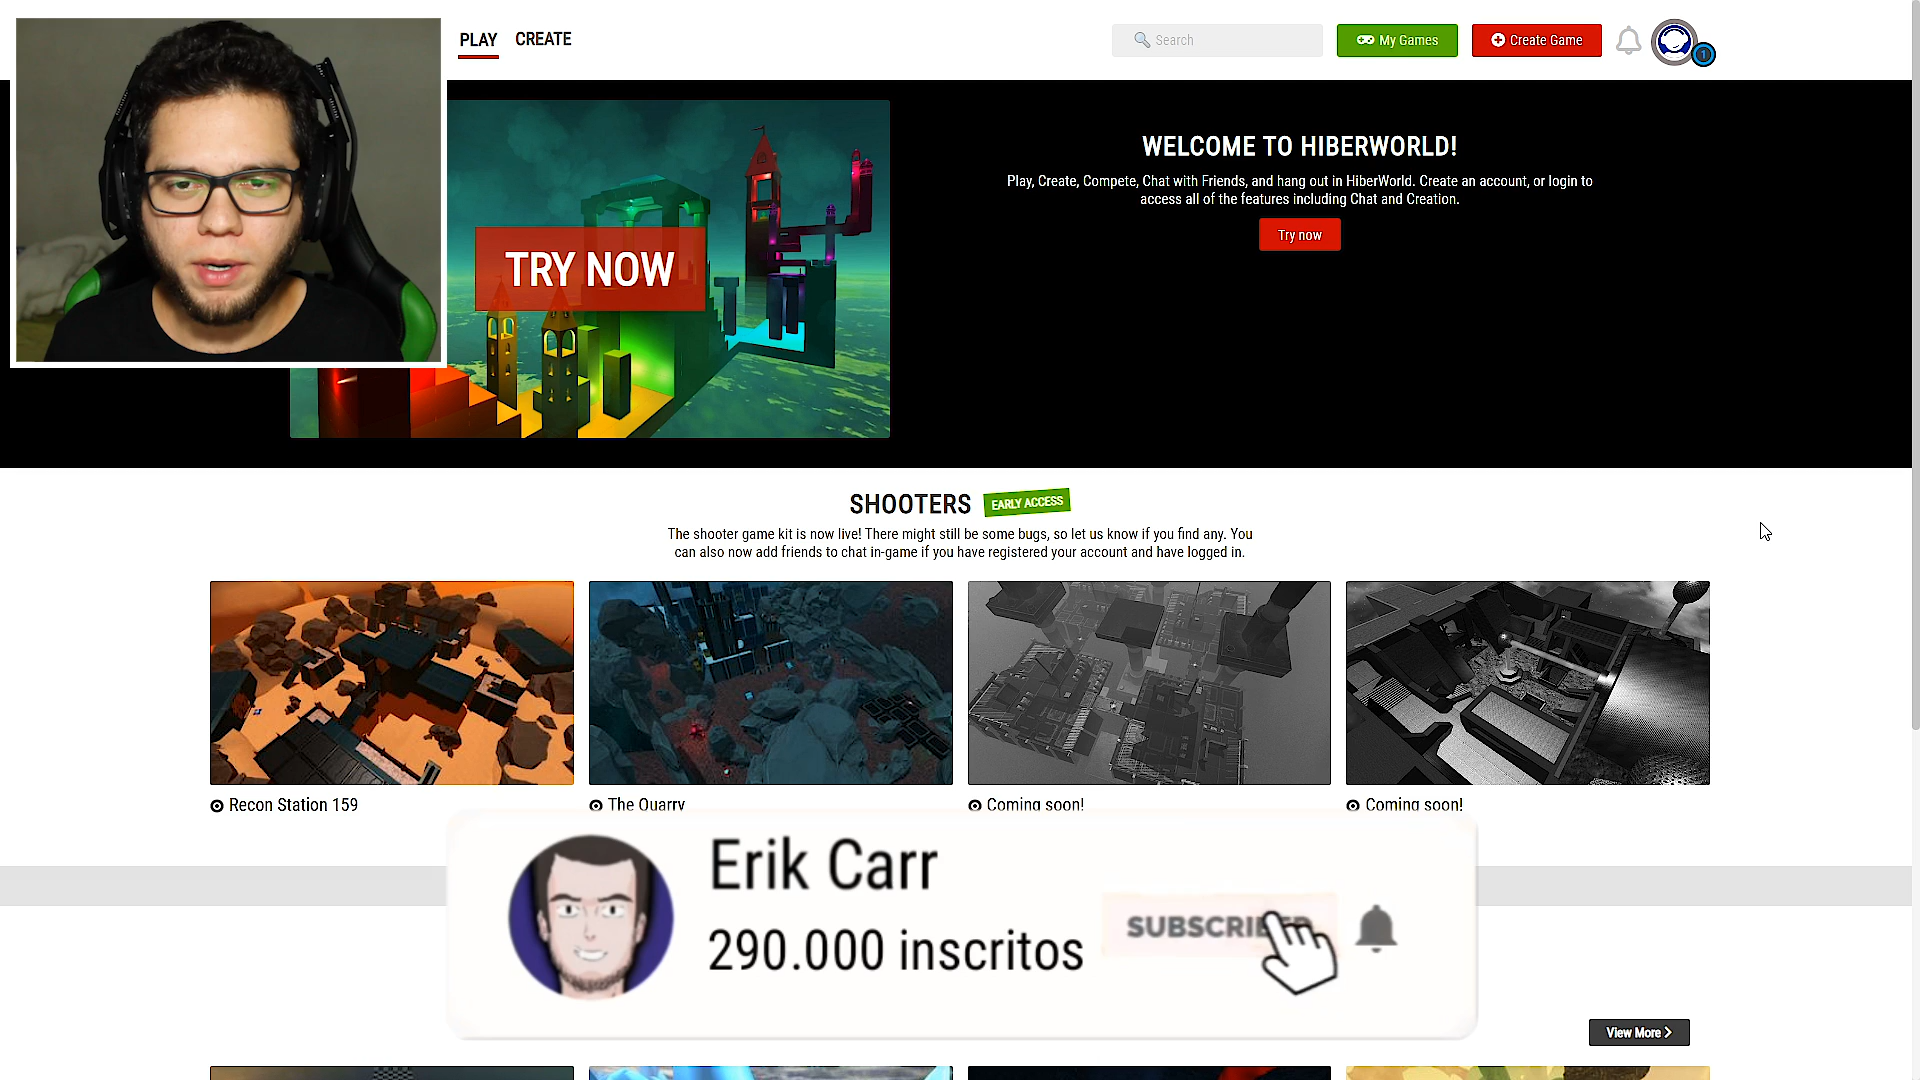 PLAY
CREATE
Search
My Games
Create Game
1
TRY NOW
WELCOME TO HIBERWORLD!
Play, Create, Compete, Chat with Friends, and hang out in HiberWorld. Create an account, or login to
access all of the features including Chat and Creation.
Try now
SHOOTERS
EARLY ACCESS
The shooter game kit is now live! There might still be some bugs, so let us know if you find any. You
can also now add friends to chat in-game if you have registered your account and have logged in.
Recon Station 159
The Quarry
Coming soon!
Coming soon!
Erik Carr
290.000 inscritos
SUBSCRIBED
View More